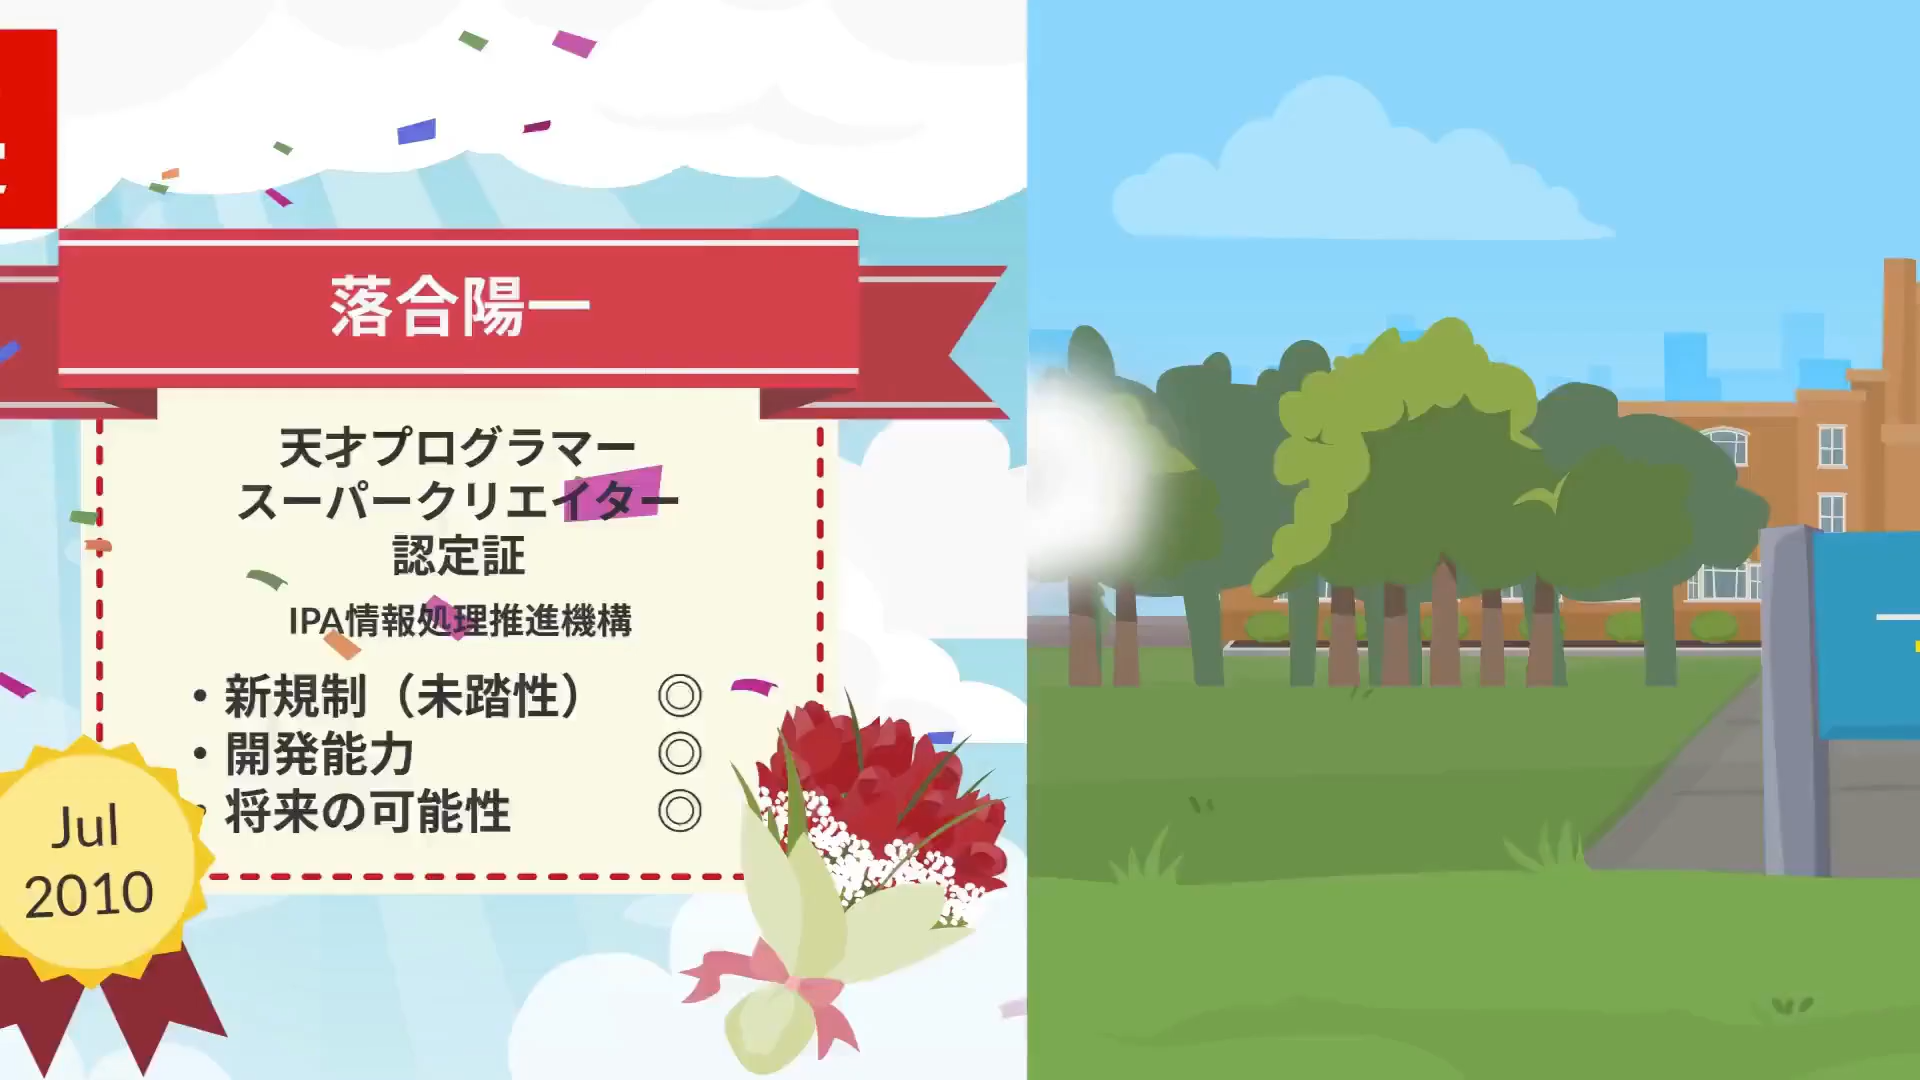 落合陽一
天才プログラマー
スーパークリエイター
認定証
IPA情報処理推進機構
・新規制（未踏性） ◎
・開発能力 ◎
・将来の可能性 ◎
Jul
2010